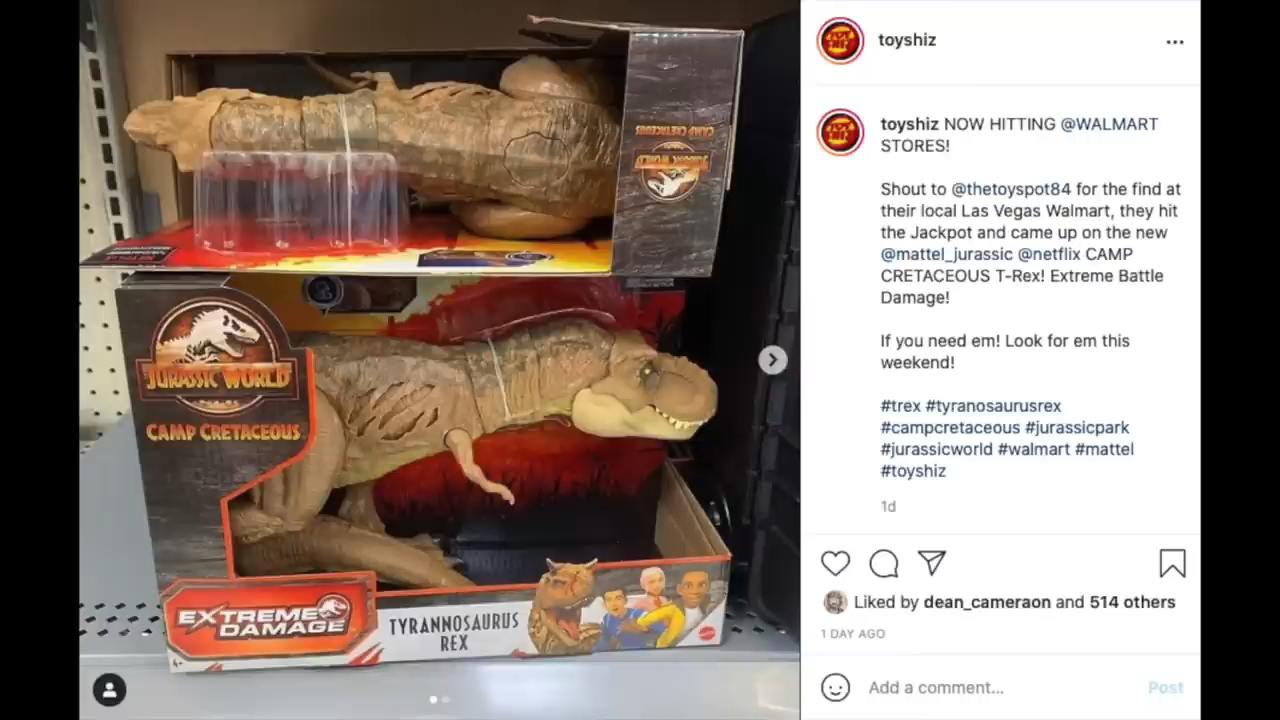 CAMP CRETACEOUS
JURASSIC WORLD
JURASSIC WORLD
CAMP CRETACEOUS
EXTREME
DAMAGE
TYRANNOSAURUS
REX
4+
toyshiz
...
toyshiz NOW HITTING @WALMART
STORES!
Shout to @thetoyspot84 for the find at
their local Las Vegas Walmart, they hit
the Jackpot and came up on the new
@mattel_jurassic @netflix CAMP
CRETACEOUS T-Rex! Extreme Battle
Damage!
If you need em! Look for em this
weekend!
#trex #tyranosaurusrex
#campcretaceous #jurassicpark
#jurassicworld #walmart #mattel
#toyshiz
1d
Liked by dean_cameraon and 514 others
1 DAY AGO
Add a comment...
Post